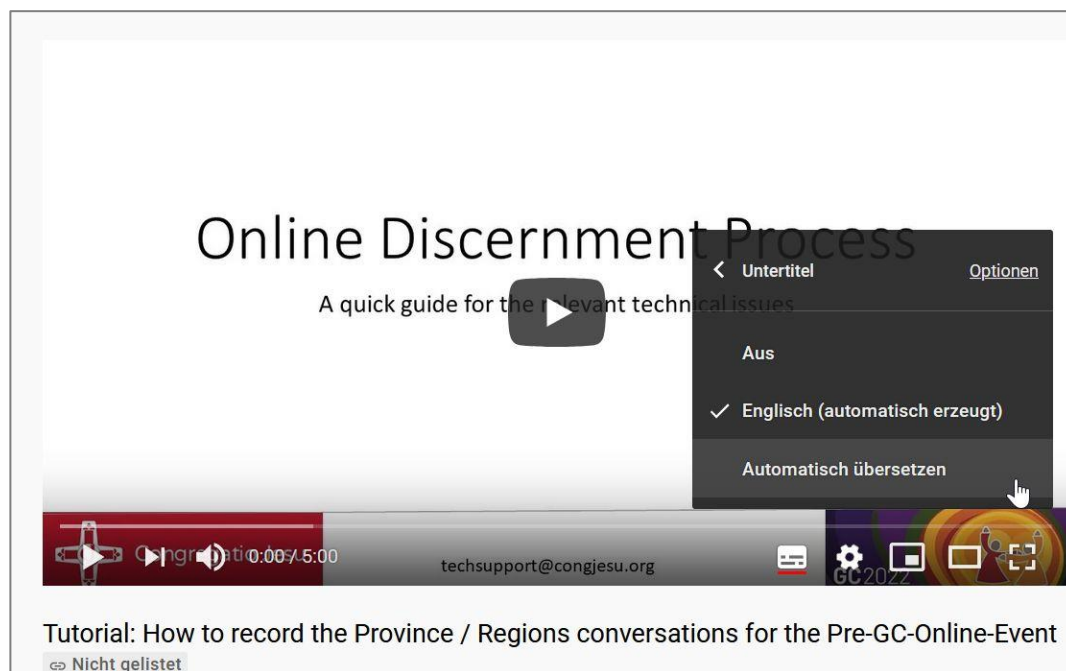 Online Discernment Process
A quick guide for the relevant technical issues
Untertitel Optionen
Aus
Englisch (automatisch erzeugt)
Automatisch übersetzen
Congregatio Jesu
0:00 / 5:00
techsupport@congjesu.org
GC2022
Tutorial: How to record the Province / Regions conversations for the Pre-GC-Online-Event
Nicht gelistet